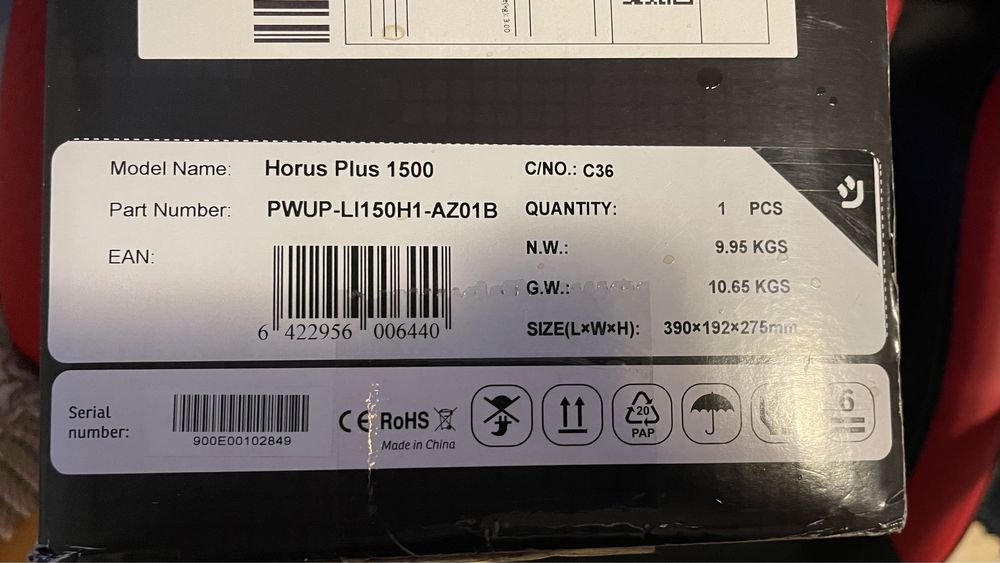 Model Name: Horus Plus 1500
Part Number: PWUP-LI150H1-AZ01B
EAN:
6 422956 006440
C/NO.: C36
QUANTITY: 1 PCS
N.W.: 9.95 KGS
G.W.: 10.65 KGS
SIZE(L×W×H): 390×192×275mm
Serial number:
900E00102849
CE RoHS
Made in China
20
PAP
6